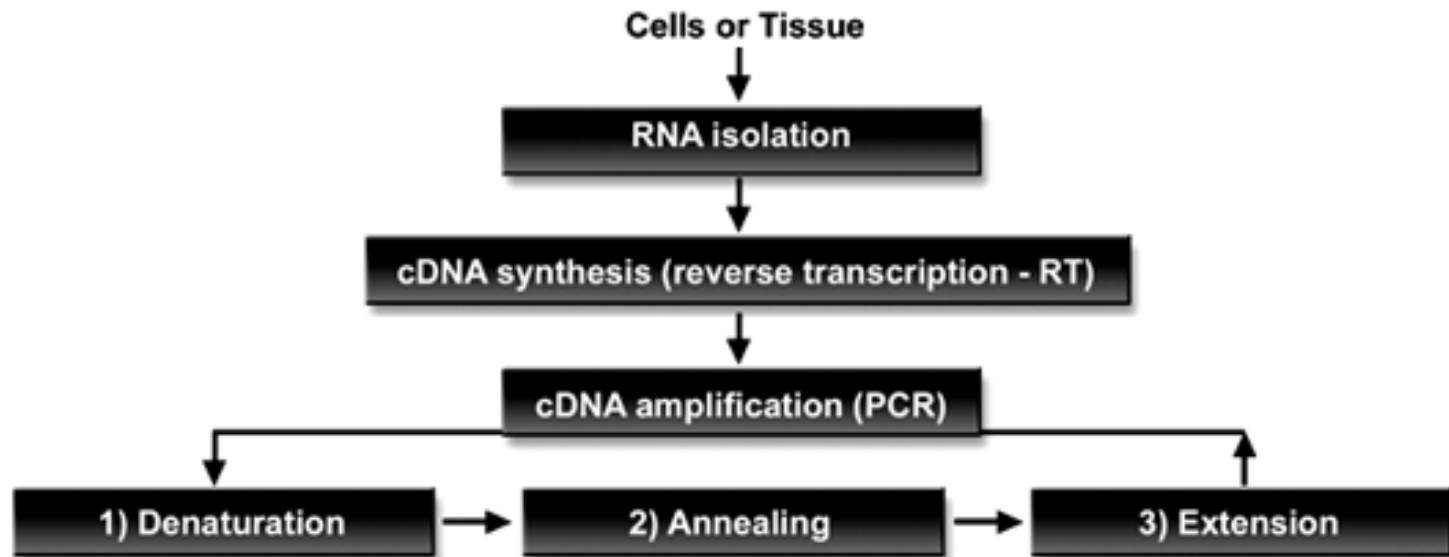 Cells or Tissue
RNA isolation
cDNA synthesis (reverse transcription - RT)
cDNA amplification (PCR)
1) Denaturation
2) Annealing
3) Extension